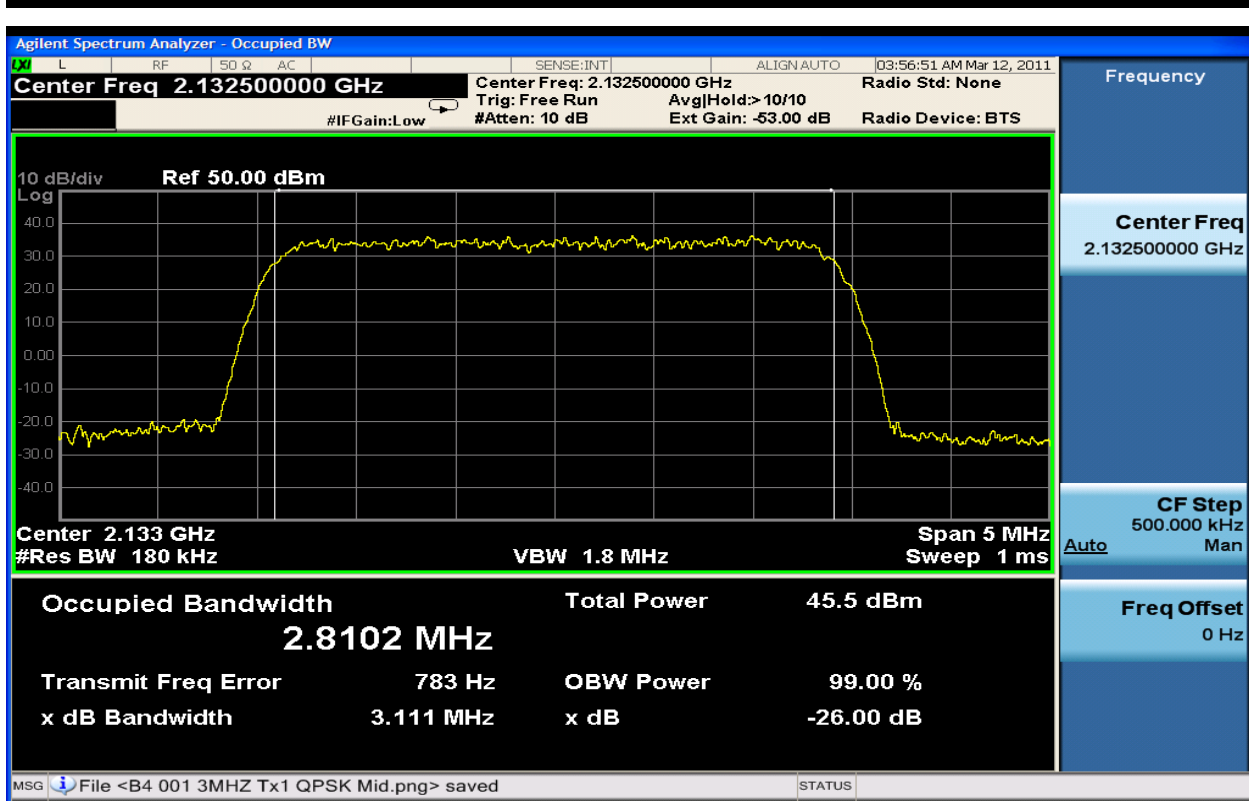 Agilent Spectrum Analyzer - Occupied BW
LXI L RF 50 Ω AC SENSE:INT ALIGN AUTO 03:56:51 AM Mar 12, 2011
Center Freq 2.132500000 GHz
#IFGain:Low
Center Freq: 2.132500000 GHz
Trig: Free Run Avg|Hold:>10/10
#Atten: 10 dB Ext Gain: -53.00 dB
Radio Std: None
Radio Device: BTS
10 dB/div Ref 50.00 dBm
Log
40.0
30.0
20.0
10.0
0.00
-10.0
-20.0
-30.0
-40.0
Center 2.133 GHz Span 5 MHz
#Res BW 180 kHz VBW 1.8 MHz Sweep 1 ms
Occupied Bandwidth Total Power 45.5 dBm
2.8102 MHz
Transmit Freq Error 783 Hz OBW Power 99.00 %
x dB Bandwidth 3.111 MHz x dB -26.00 dB
MSG File <B4 001 3MHZ Tx1 QPSK Mid.png> saved STATUS
Frequency
Center Freq
2.132500000 GHz
CF Step
500.000 kHz
Auto Man
Freq Offset
0 Hz